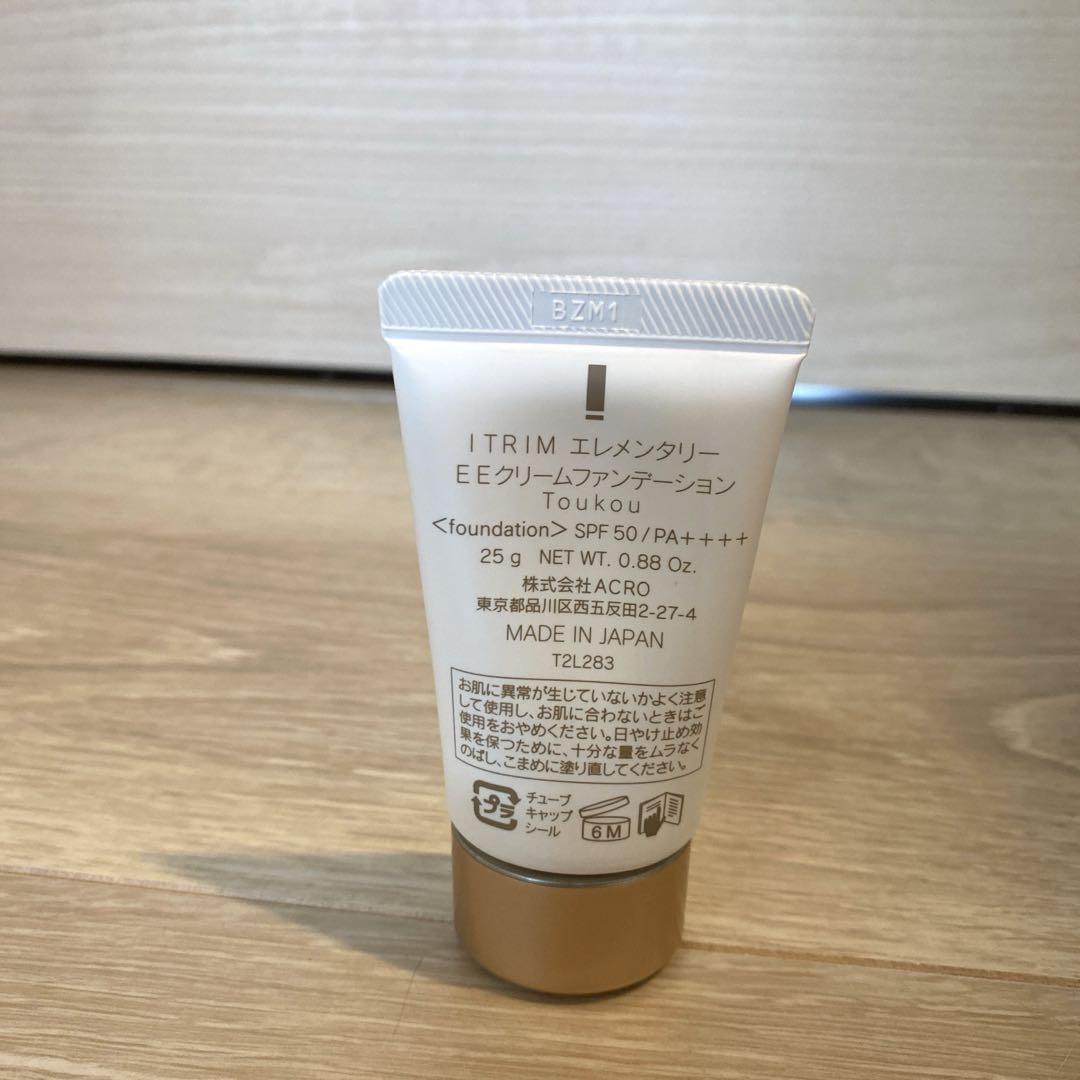 BZM1
ITRIM エレメンタリー
EEクリームファンデーション
Toukou
<foundation> SPF 50/PA++++
25 g NET WT. 0.88 Oz.
株式会社ACRO
東京都品川区西五反田2-27-4
MADE IN JAPAN
T2L283
お肌に異常が生じていないかよく注意
して使用し、お肌に合わないときはご
使用をおやめください。日やけ止め効
果を保つために、十分な量をムラなく
のばし、こまめに塗り直してください。
プラ
チューブ
キャップ
シール
6M